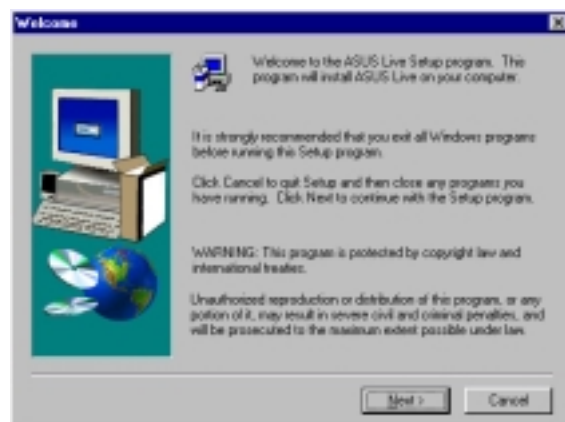 Welcome
Welcome to the ASUS Live Setup program. This
program will install ASUS Live on your computer.
It is strongly recommended that you exit all Windows programs
before running this Setup program.
Click Cancel to quit Setup and then close any programs you
have running. Click Next to continue with the Setup program.
WARNING: This program is protected by copyright law and
international treaties.
Unauthorized reproduction or distribution of this program, or any
portion of it, may result in severe civil and criminal penalties, and
will be prosecuted to the maximum extent possible under law.
Next >
Cancel